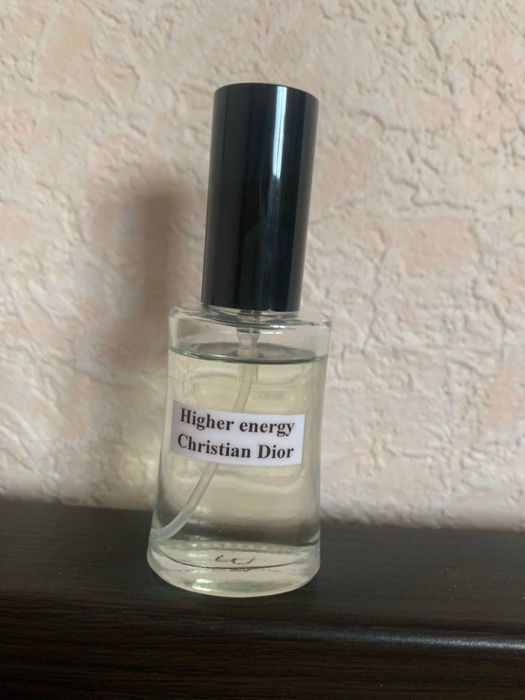 Higher energy
Christian Dior